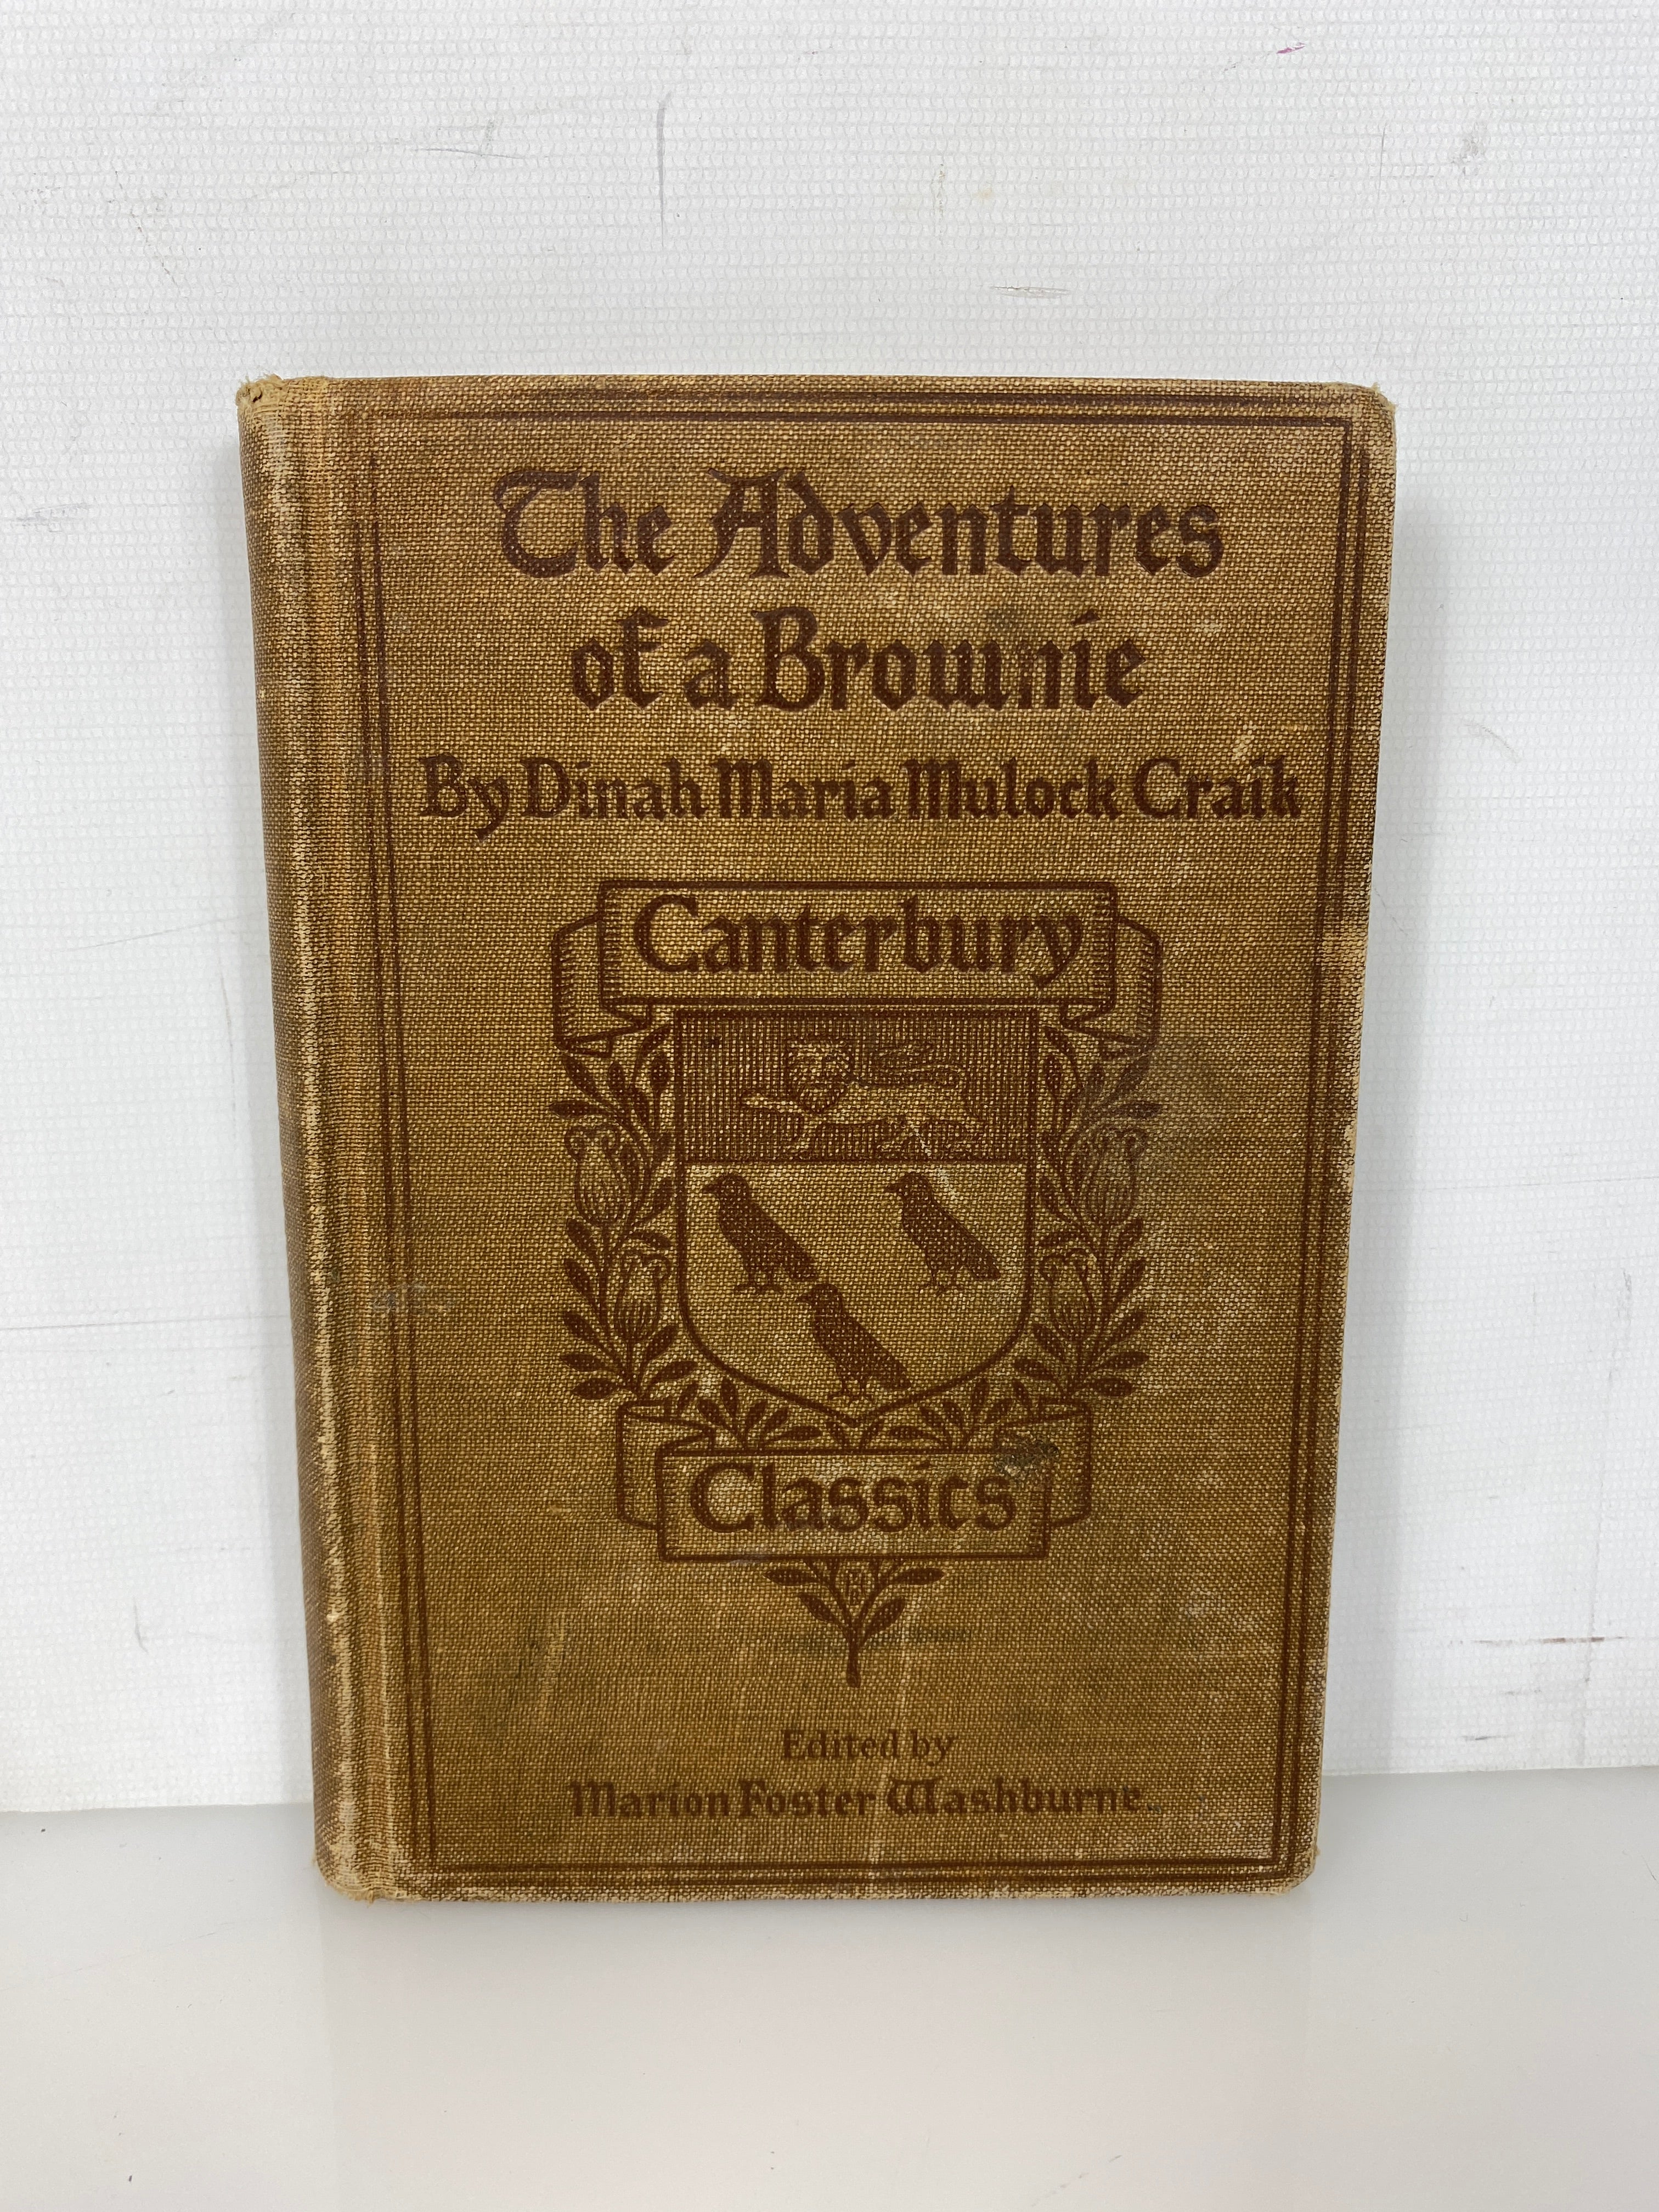 The Adventures
of a Brownie
By Dinah Maria Mulock Craik
Canterbury
Classics
Edited by
Marion Foster Washburne